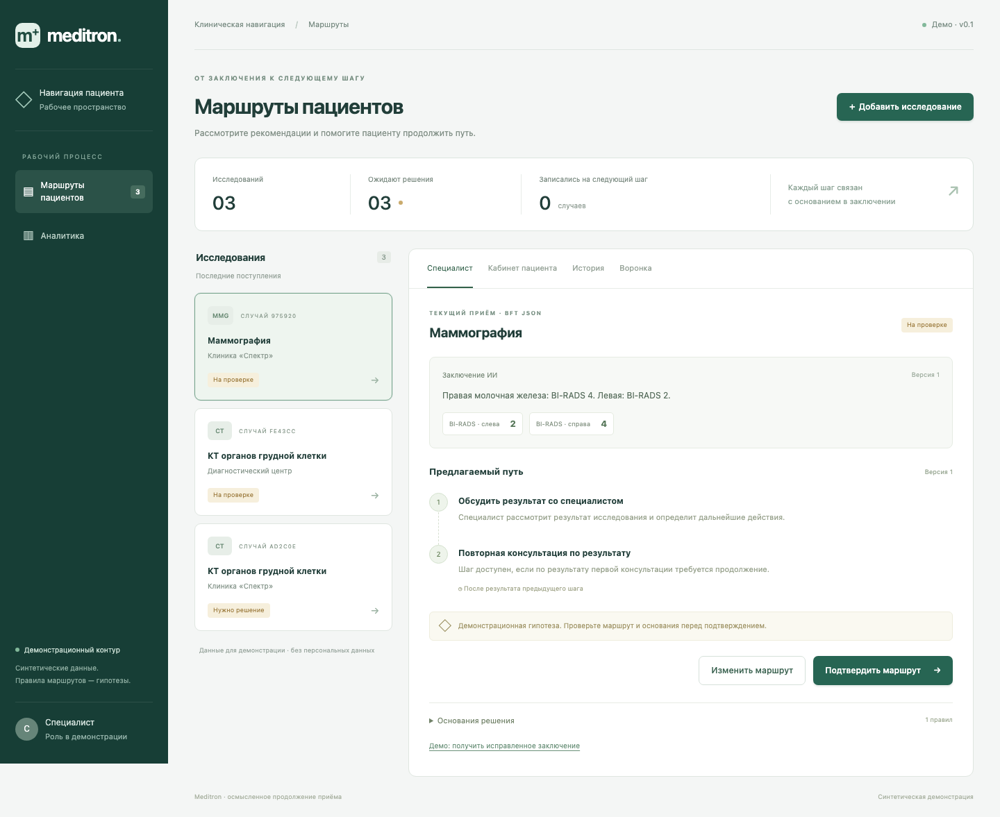 m+ meditron.
Навигация пациента
Рабочее пространство
РАБОЧИЙ ПРОЦЕСС
Маршруты
пациентов
3
Аналитика
Демонстрационный контур
Синтетические данные.
Правила маршрутов — гипотезы.
С
Специалист
Роль в демонстрации
Клиническая навигация / Маршруты
Демо · v0.1
ОТ ЗАКЛЮЧЕНИЯ К СЛЕДУЮЩЕМУ ШАГУ
Маршруты пациентов
Рассмотрите рекомендации и помогите пациенту продолжить путь.
+ Добавить исследование
Исследований
03
Ожидают решения
03
Записались на следующий шаг
0 случаев
Каждый шаг связан
с основанием в заключении
Исследования
3
Последние поступления
MMG СЛУЧАЙ 975920
Маммография
Клиника «Спектр»
На проверке →
CT СЛУЧАЙ FE43CC
КТ органов грудной клетки
Диагностический центр
На проверке →
CT СЛУЧАЙ AD2C0E
КТ органов грудной клетки
Клиника «Спектр»
Нужно решение →
Данные для демонстрации · без персональных данных
Специалист Кабинет пациента История Воронка
ТЕКУЩИЙ ПРИЁМ · BFT JSON
Маммография
На проверке
Заключение ИИ
Версия 1
Правая молочная железа: BI-RADS 4. Левая: BI-RADS 2.
BI-RADS · слева 2
BI-RADS · справа 4
Предлагаемый путь
Версия 1
1
Обсудить результат со специалистом
Специалист рассмотрит результат исследования и определит дальнейшие действия.
2
Повторная консультация по результату
Шаг доступен, если по результату первой консультации требуется продолжение.
После результата предыдущего шага
Демонстрационная гипотеза. Проверьте маршрут и основания перед подтверждением.
Изменить маршрут
Подтвердить маршрут →
Основания решения
1 правил
Демо: получить исправленное заключение
Meditron · осмысленное продолжение приёма
Синтетическая демонстрация